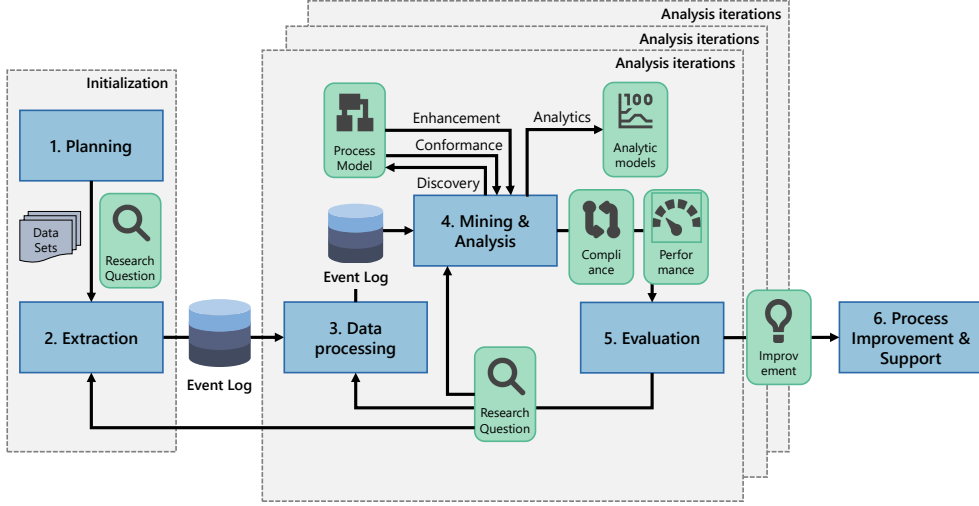 Analysis iterations
Analysis iterations
Analysis iterations
Initialization
1. Planning
Data
Sets
Research
Question
2. Extraction
Event Log
Process
Model
Enhancement
Conformance
Discovery
Analytics
100
Analytic
models
4. Mining &
Analysis
Event Log
Compli
ance
Perfor
mance
3. Data
processing
5. Evaluation
Research
Question
Improv
ement
6. Process
Improvement &
Support